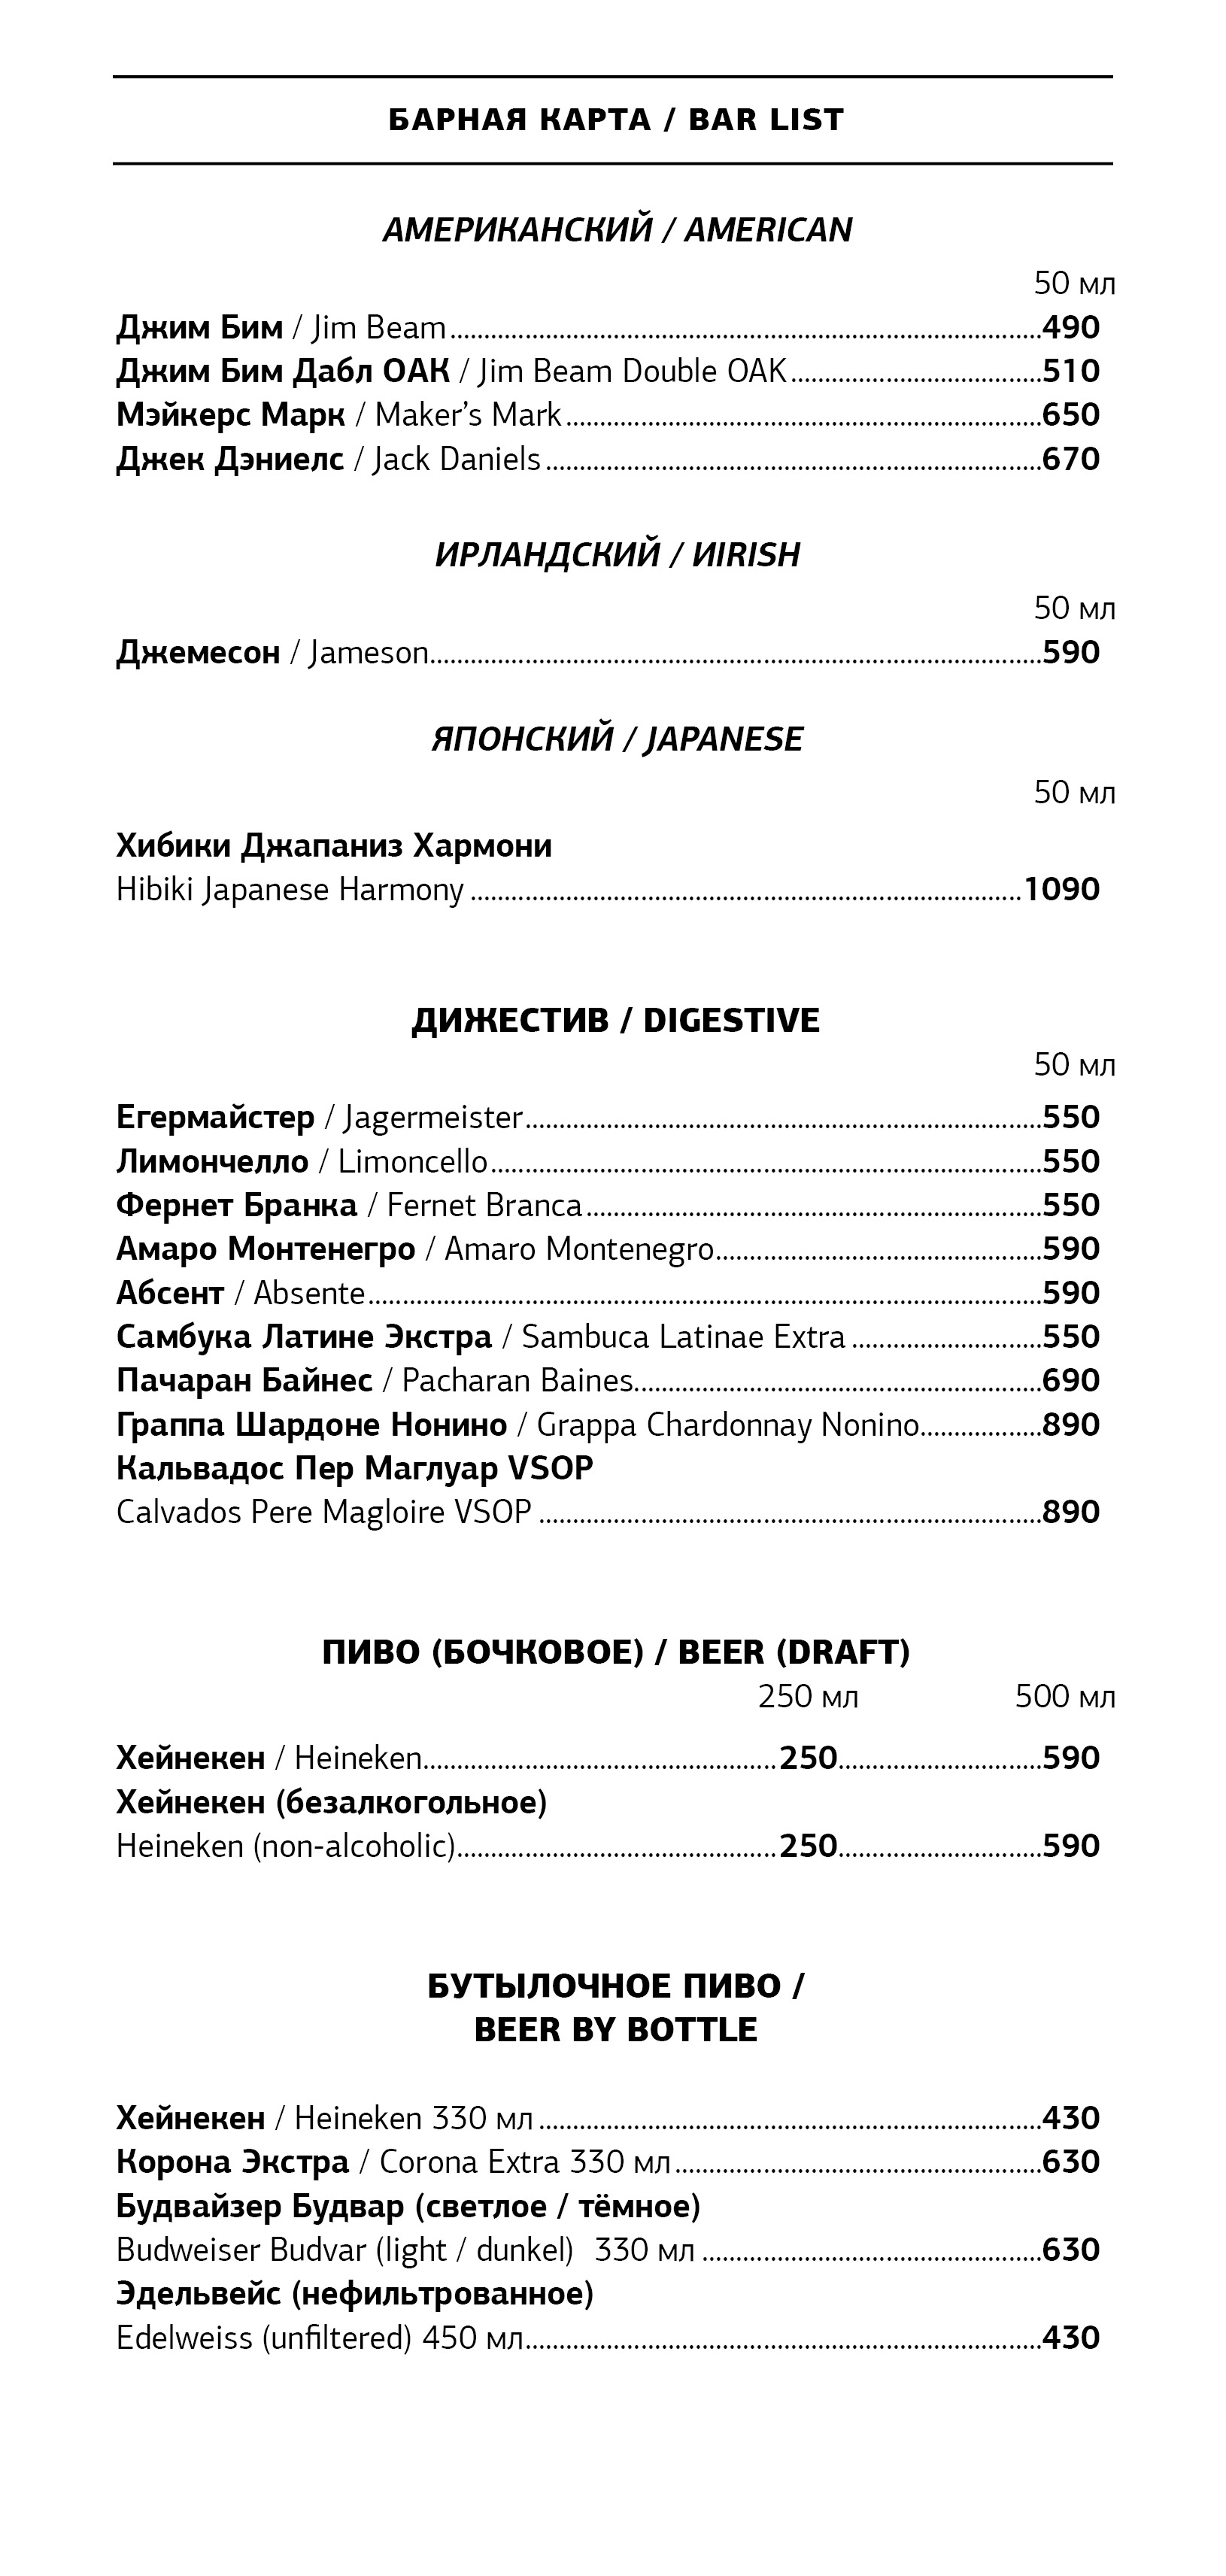 БАРНАЯ КАРТА / BAR LIST
АМЕРИКАНСКИЙ / AMERICAN
50 мл
Джим Бим / Jim Beam 490
Джим Бим Дабл ОАК / Jim Beam Double OAK 510
Мэйкерс Марк / Maker’s Mark 650
Джек Дэниелс / Jack Daniels 670
ИРЛАНДСКИЙ / ИIRISH
50 мл
Джемесон / Jameson 590
ЯПОНСКИЙ / JAPANESE
50 мл
Хибики Джапаниз Хармони
Hibiki Japanese Harmony 1090
ДИЖЕСТИВ / DIGESTIVE
50 мл
Егермайстер / Jagermeister 550
Лимончелло / Limoncello 550
Фернет Бранка / Fernet Branca 550
Амаро Монтенегро / Amaro Montenegro 590
Абсент / Absente 590
Самбука Латине Экстра / Sambuca Latinae Extra 550
Пачаран Байнес / Pacharan Baines 690
Граппа Шардоне Нонино / Grappa Chardonnay Nonino 890
Кальвадос Пер Маглуар VSOP
Calvados Pere Magloire VSOP 890
ПИВО (БОЧКОВОЕ) / BEER (DRAFT)
250 мл 500 мл
Хейнекен / Heineken 250 590
Хейнекен (безалкогольное)
Heineken (non-alcoholic) 250 590
БУТЫЛОЧНОЕ ПИВО /
BEER BY BOTTLE
Хейнекен / Heineken 330 мл 430
Корона Экстра / Corona Extra 330 мл 630
Будвайзер Будвар (светлое / тёмное)
Budweiser Budvar (light / dunkel) 330 мл 630
Эдельвейс (нефильтрованное)
Edelweiss (unfiltered) 450 мл 430